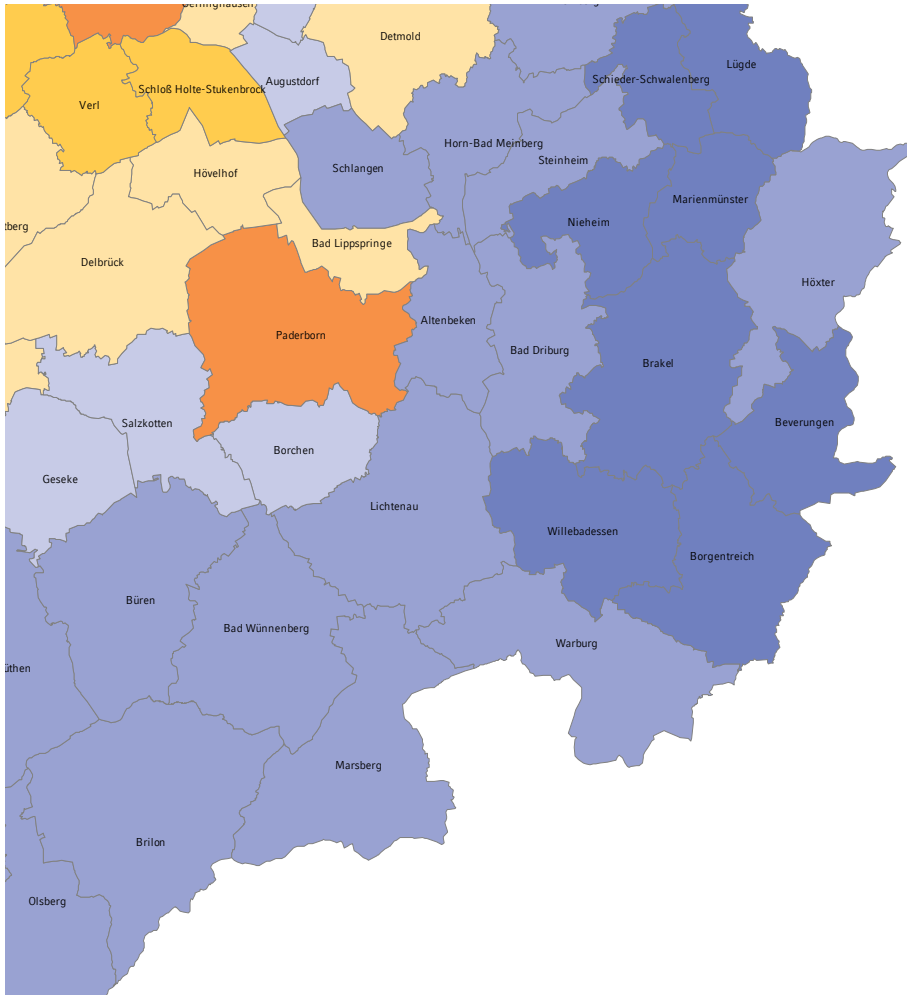 Detmold
Lügde
Schieder-Schwalenberg
Augustdorf
Schloß Holte-Stukenbrock
Verl
Horn-Bad Meinberg
Steinheim
Schlangen
Hövelhof
Marienmünster
Nieheim
Bad Lippspringe
Delbrück
Höxter
Altenbeken
Paderborn
Bad Driburg
Brakel
Salzkotten
Beverungen
Borchen
Geseke
Lichtenau
Willebadessen
Borgentreich
Büren
Bad Wünnenberg
Warburg
üthen
Marsberg
Brilon
Olsberg